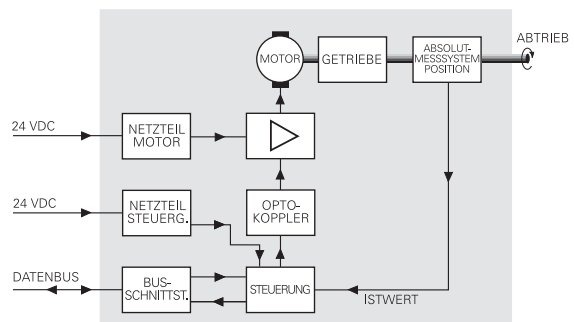 ABTRIEB
MOTOR
GETRIEBE
ABSOLUT-
MESSSYSTEM
POSITION
24 VDC
NETZTEIL
MOTOR
24 VDC
NETZTEIL
STEUERG.
OPTO-
KOPPLER
DATENBUS
BUS-
SCHNITTST.
STEUERUNG
ISTWERT